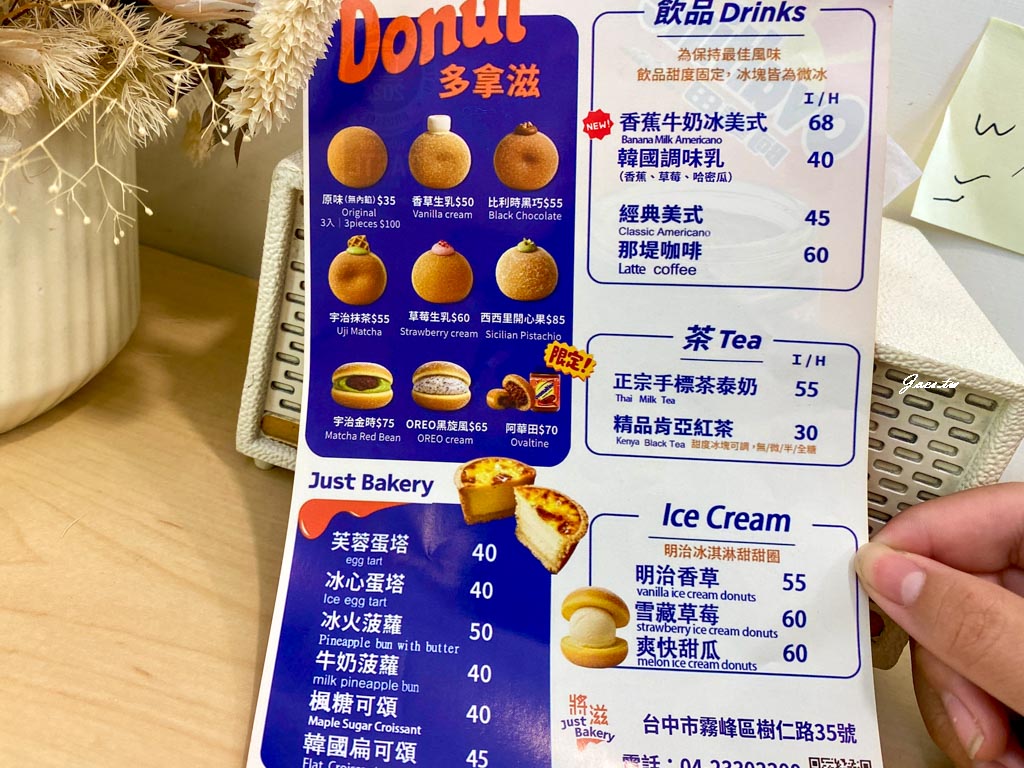 Donut
多拿滋
原味(無內餡)$35
Original
3入｜3pieces $100
香草生乳$50
Vanilla cream
比利時黑巧$55
Black Chocolate
宇治抹茶$55
Uji Matcha
草莓生乳$60
Strawberry cream
西西里開心果$85
Sicilian Pistachio
限定!
宇治金時$75
Matcha Red Bean
OREO黑旋風$65
OREO cream
阿華田$70
Ovaltine
Just Bakery
芙蓉蛋塔 40
egg tart
冰心蛋塔 40
Ice egg tart
冰火菠蘿 50
Pineapple bun with butter
牛奶菠蘿 40
milk pineapple bun
楓糖可頌 40
Maple Sugar Croissant
韓國扁可頌 45
飲品 Drinks
為保持最佳風味
飲品甜度固定，冰塊皆為微冰
I / H
NEW!
香蕉牛奶冰美式 68
Banana Milk Americano
韓國調味乳 40
(香蕉、草莓、哈密瓜)
經典美式 45
Classic Americano
那堤咖啡 60
Latte coffee
茶 Tea
I / H
正宗手標茶泰奶 55
Thai Milk Tea
精品肯亞紅茶 30
Kenya Black Tea 甜度冰塊可調，無/微/半/全糖
Ice Cream
明治冰淇淋甜甜圈
明治香草 55
vanilla ice cream donuts
雪藏草莓 60
strawberry ice cream donuts
爽快甜瓜 60
melon ice cream donuts
將滋
Just
Bakery
台中市霧峰區樹仁路35號
Gaea.tw